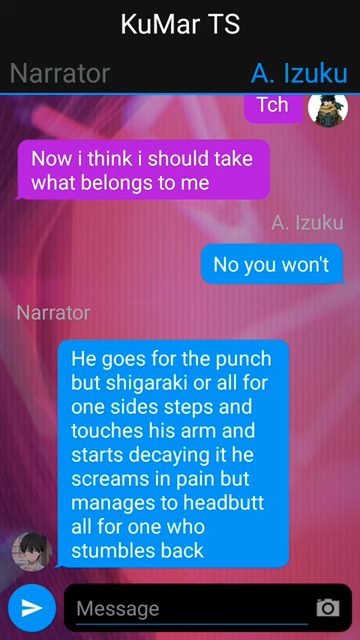 KuMar TS
Narrator
A. Izuku
Tch
Now i think i should take
what belongs to me
A. Izuku
No you won't
Narrator
He goes for the punch
but shigaraki or all for
one sides steps and
touches his arm and
starts decaying it he
screams in pain but
manages to headbutt
all for one who
stumbles back
Message